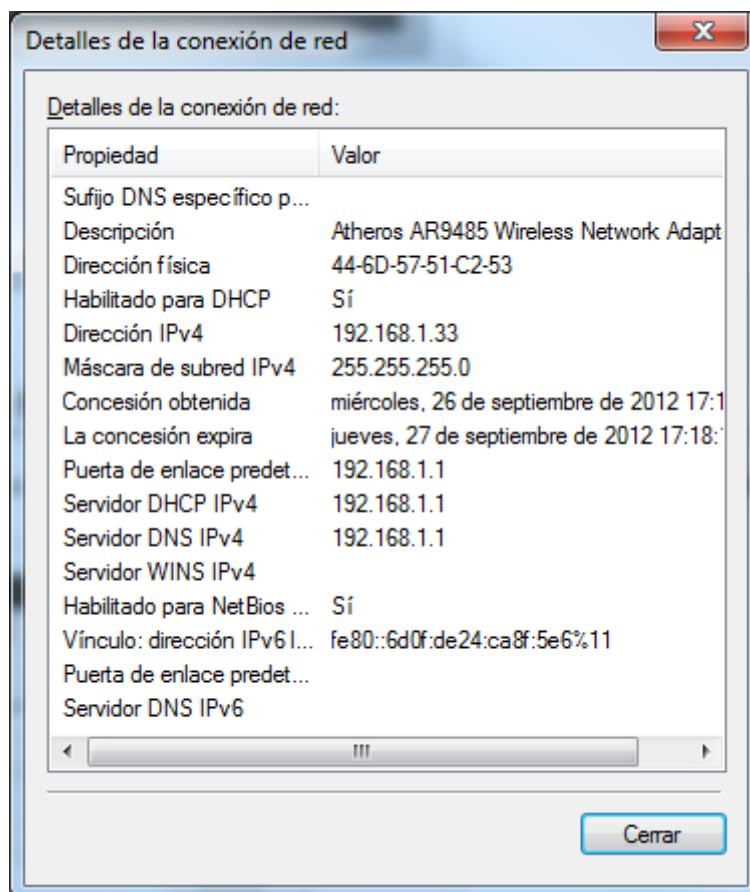 Detalles de la conexión de red
Detalles de la conexión de red:
Propiedad Valor
Sufijo DNS específico p...
Descripción Atheros AR9485 Wireless Network Adapt
Dirección física 44-6D-57-51-C2-53
Habilitado para DHCP Sí
Dirección IPv4 192.168.1.33
Máscara de subred IPv4 255.255.255.0
Concesión obtenida miércoles, 26 de septiembre de 2012 17:1
La concesión expira jueves, 27 de septiembre de 2012 17:18:
Puerta de enlace predet... 192.168.1.1
Servidor DHCP IPv4 192.168.1.1
Servidor DNS IPv4 192.168.1.1
Servidor WINS IPv4
Habilitado para NetBios ... Sí
Vínculo: dirección IPv6 l... fe80::6d0f:de24:ca8f:5e6%11
Puerta de enlace predet...
Servidor DNS IPv6
Cerrar